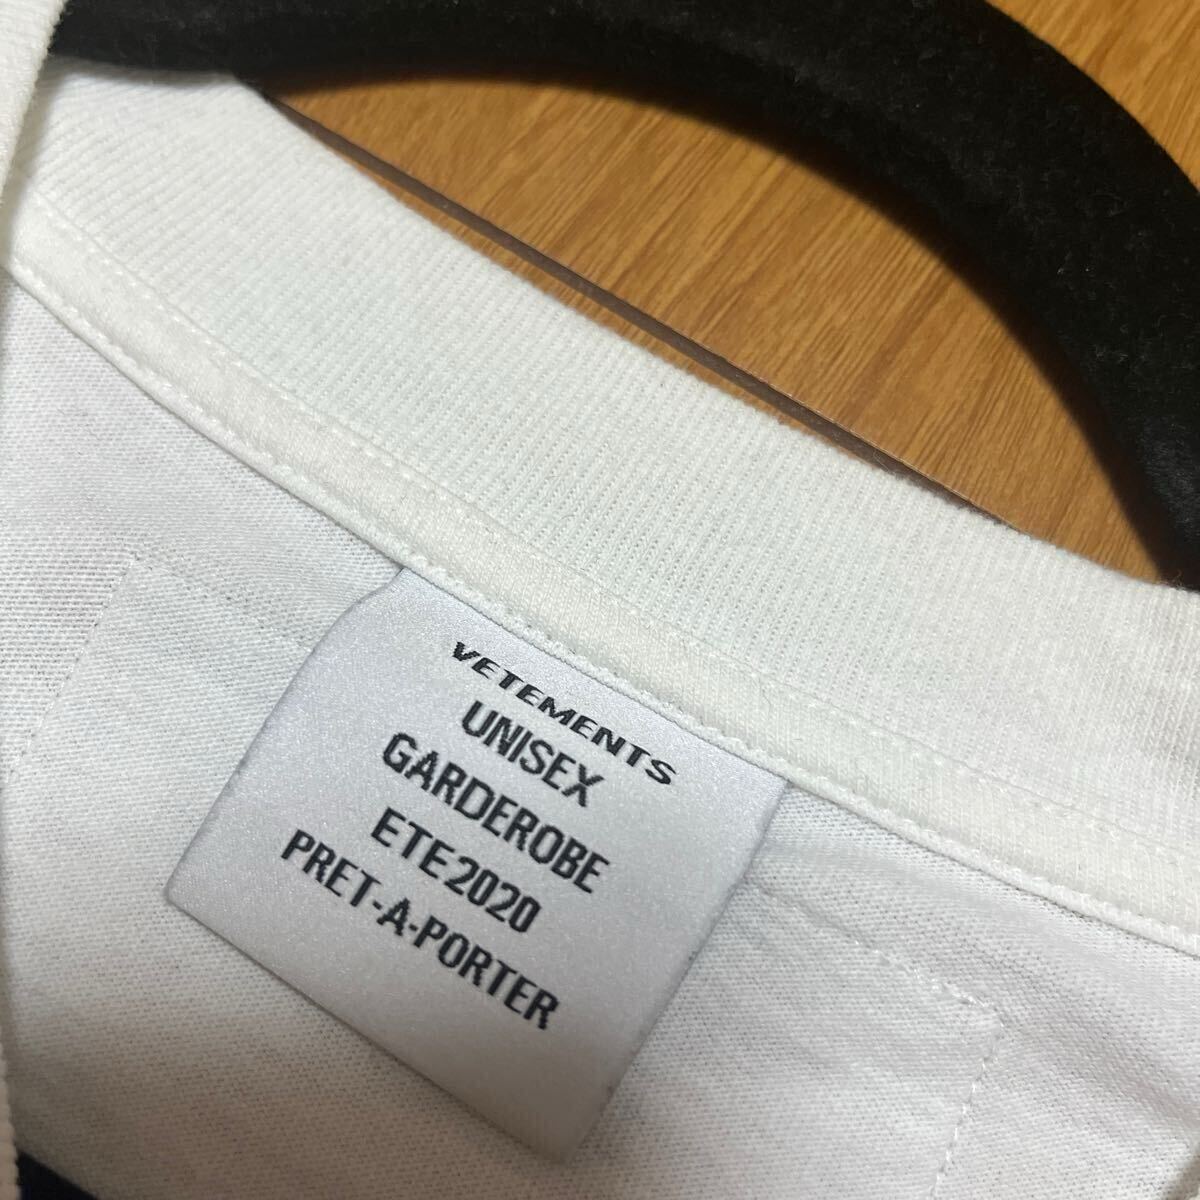 VETEMENTS
UNISEX
GARDEROBE
ETE2020
PRET-A-PORTER